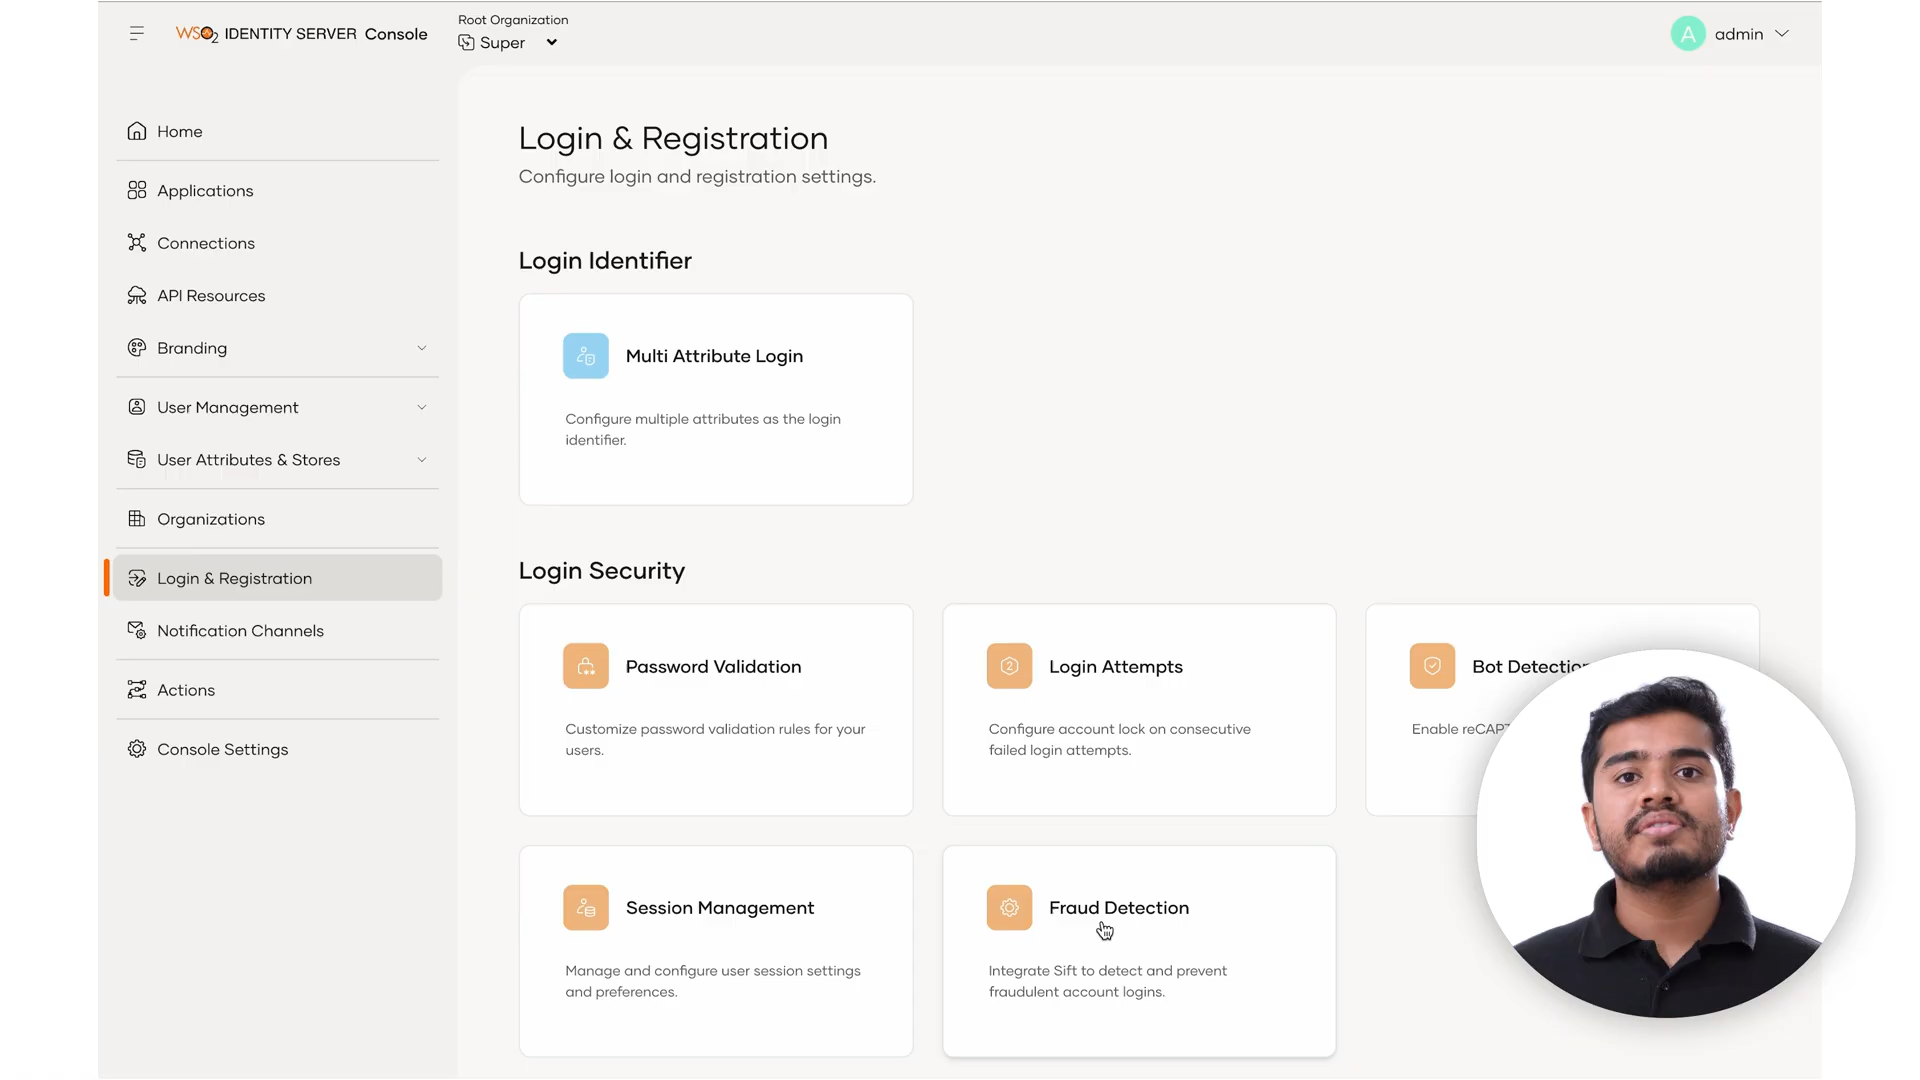 WSO2 IDENTITY SERVER Console
Root Organization
Super
A
admin
Home
Applications
Connections
API Resources
Branding
User Management
User Attributes & Stores
Organizations
Login & Registration
Notification Channels
Actions
Console Settings
Login & Registration
Configure login and registration settings.
Login Identifier
Multi Attribute Login
Configure multiple attributes as the login
identifier.
Login Security
Password Validation
Customize password validation rules for your
users.
Login Attempts
Configure account lock on consecutive
failed login attempts.
Bot Detection
Enable
Session Management
Manage and configure user session settings
and preferences.
Fraud Detection
Integrate Sift to detect and prevent
fraudulent account logins.